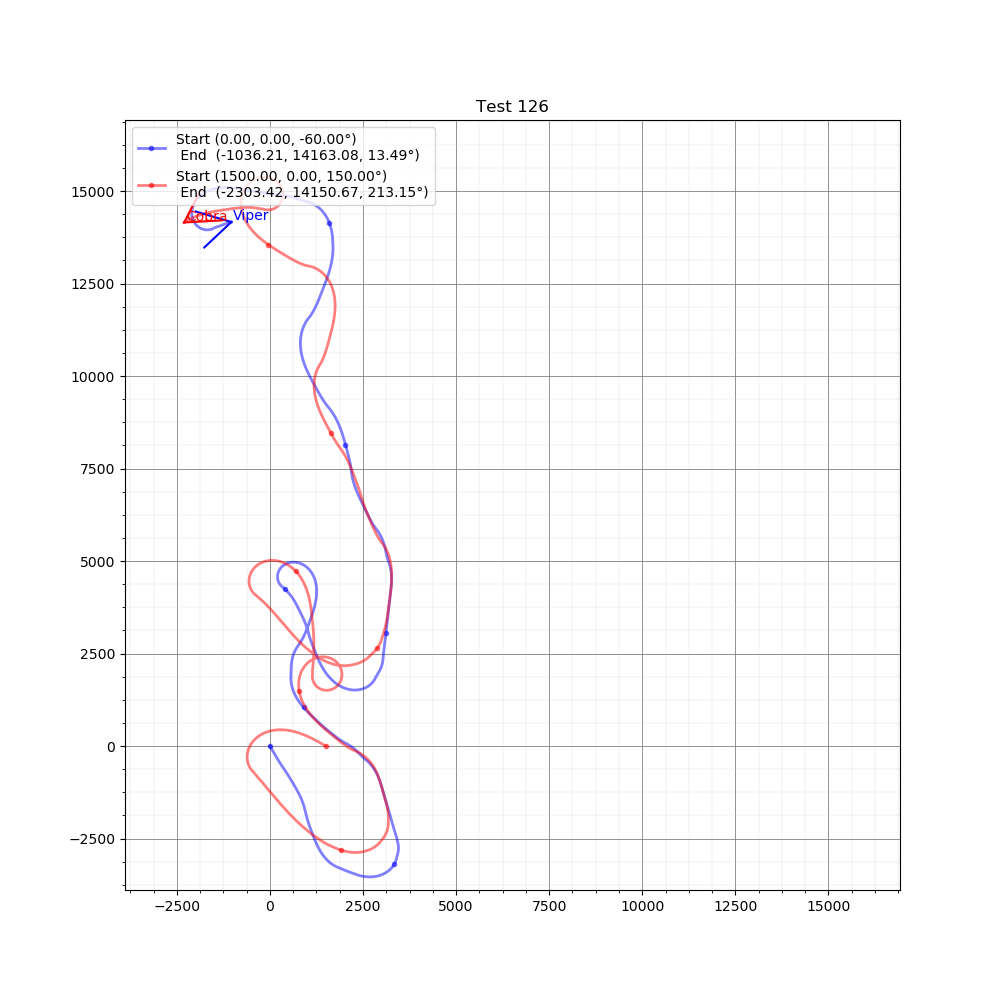 Test 126
Start (0.00, 0.00, -60.00°)
End (-1036.21, 14163.08, 13.49°)
Start (1500.00, 0.00, 150.00°)
End (-2303.42, 14150.67, 213.15°)
Cobra Viper
15000
12500
10000
7500
5000
2500
0
−2500
−2500 0 2500 5000 7500 10000 12500 15000